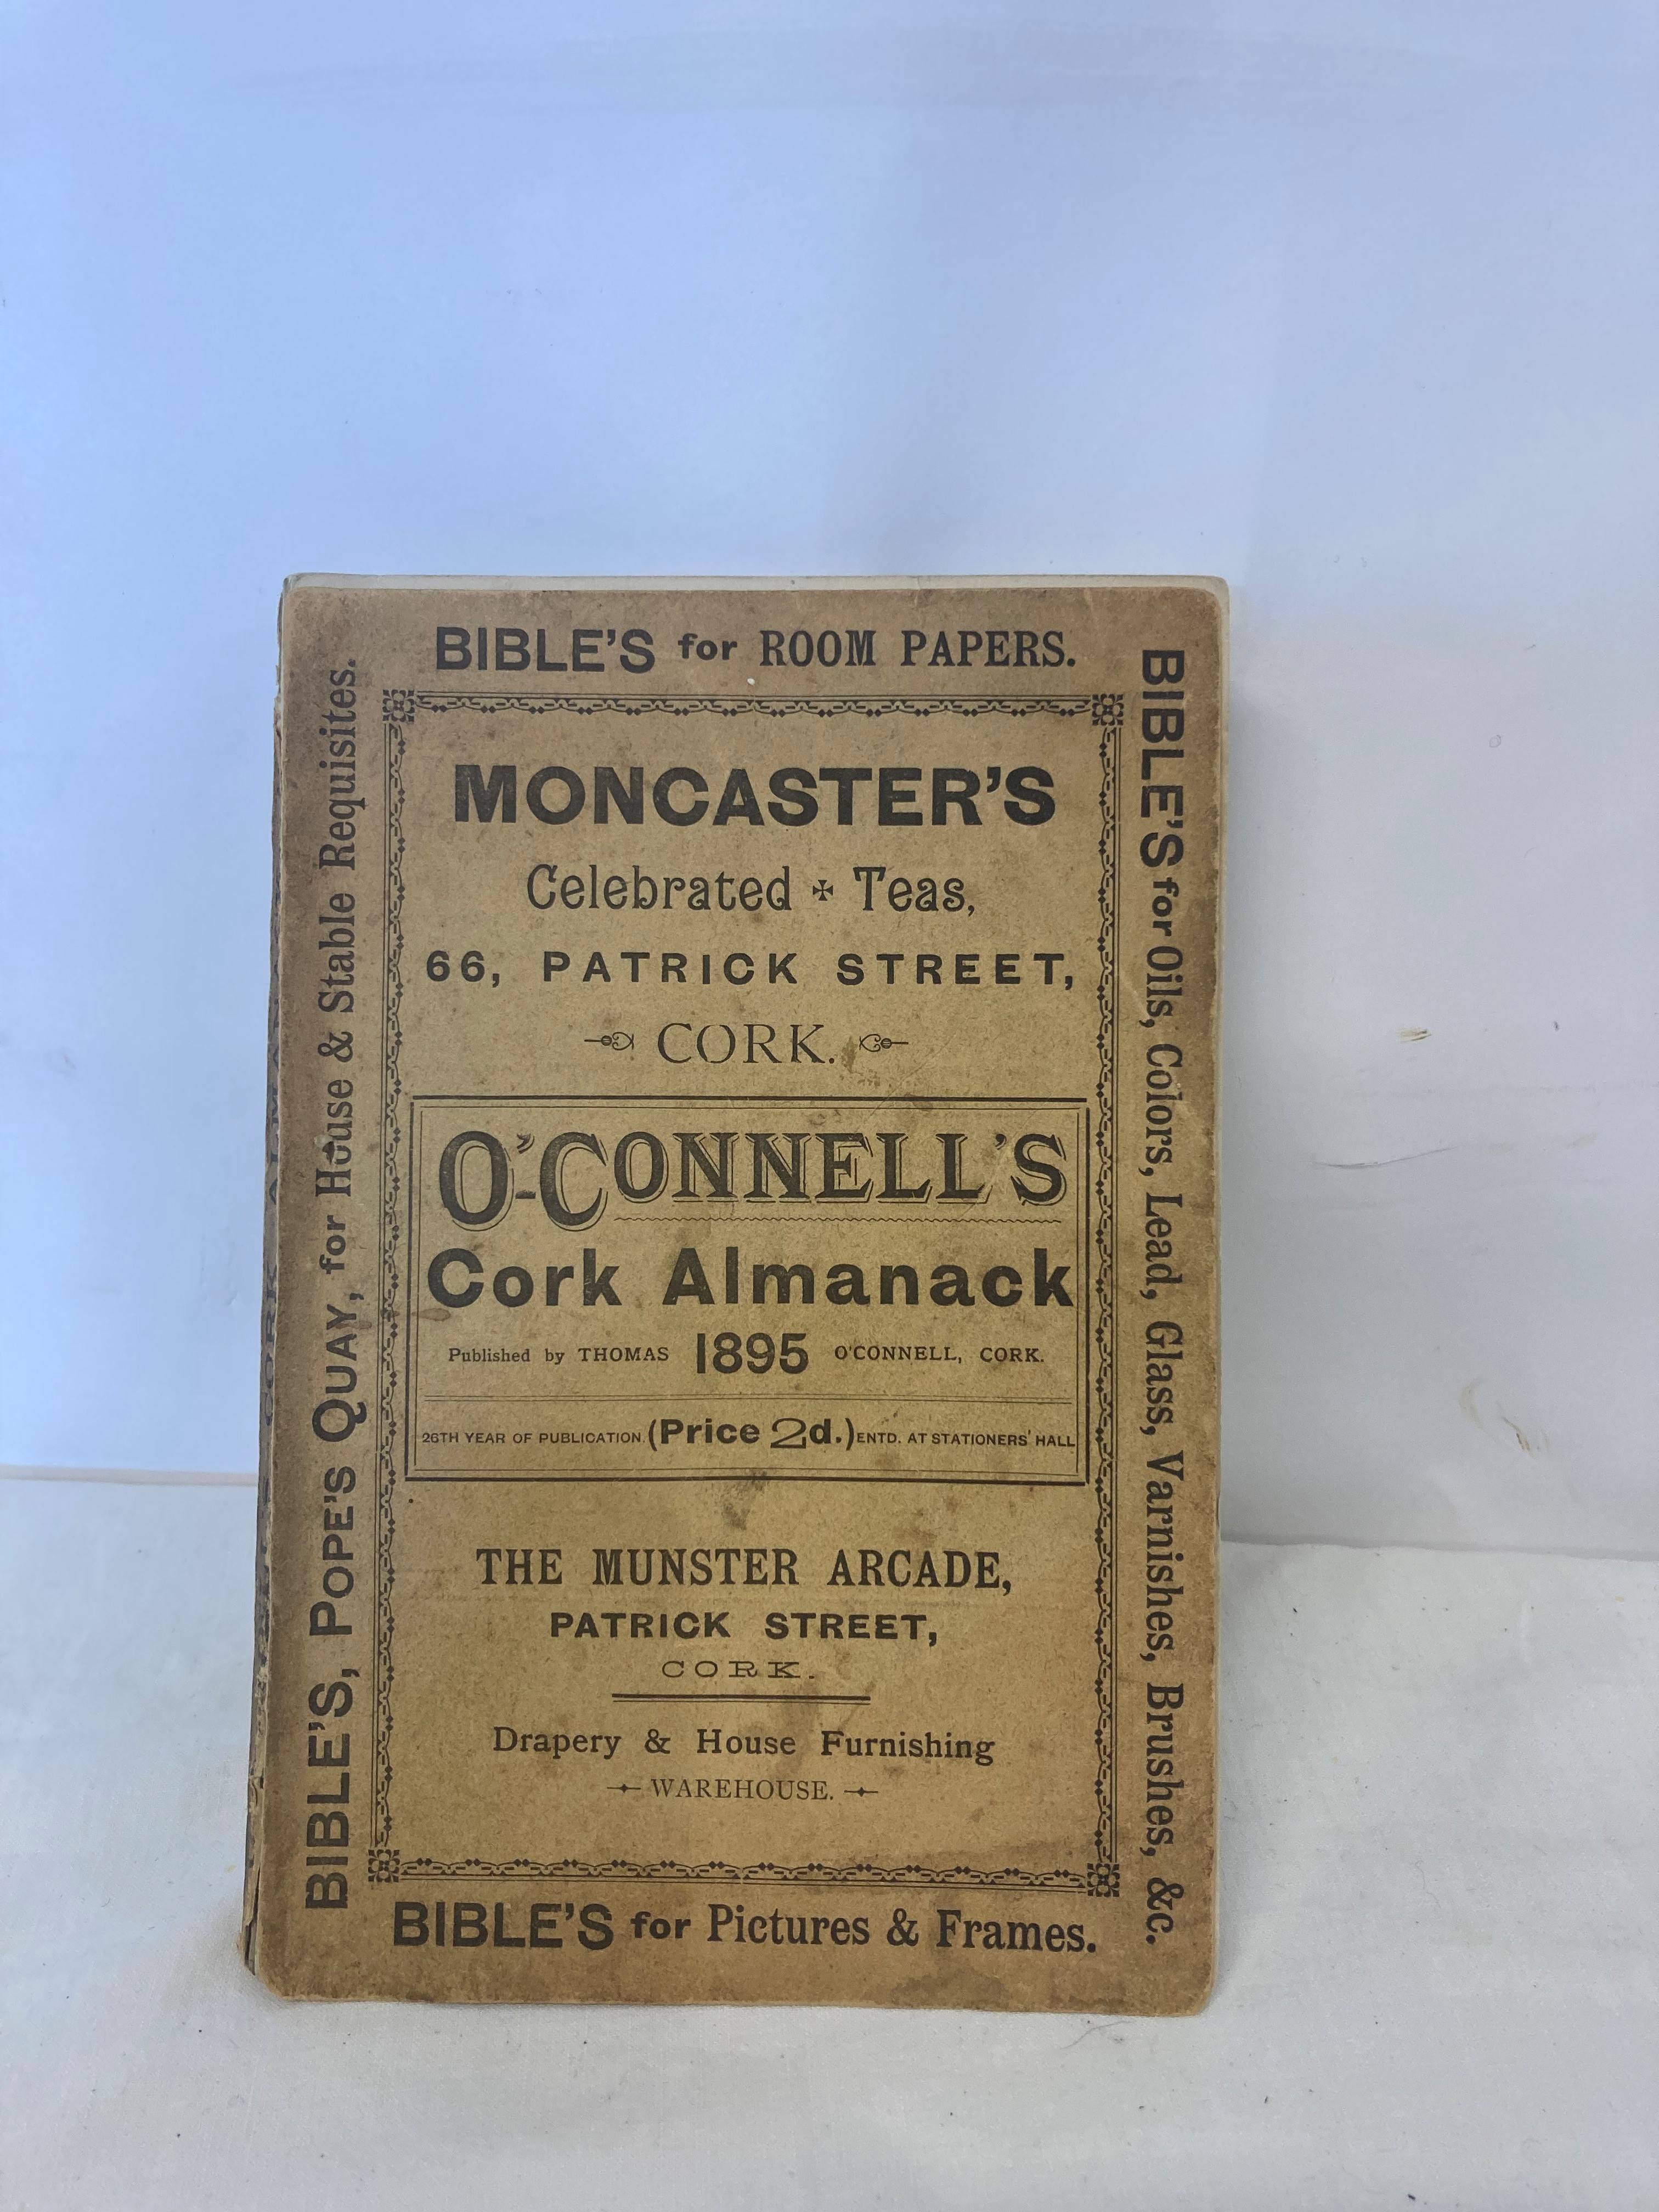 BIBLE'S for ROOM PAPERS.
BIBLE'S, POPE'S QUAY, for House & Stable Requisites.
BIBLE'S for Oils, Colors, Lead, Glass, Varnishes, Brushes, &c.
MONCASTER'S
Celebrated ✠ Teas,
66, PATRICK STREET,
CORK.
O'CONNELL'S
Cork Almanack
Published by THOMAS 1895 O'CONNELL, CORK.
26TH YEAR OF PUBLICATION. (Price 2d.) ENTD. AT STATIONERS' HALL
THE MUNSTER ARCADE,
PATRICK STREET,
CORK.
Drapery & House Furnishing
WAREHOUSE.
BIBLE'S for Pictures & Frames.
CORK ALMANACK